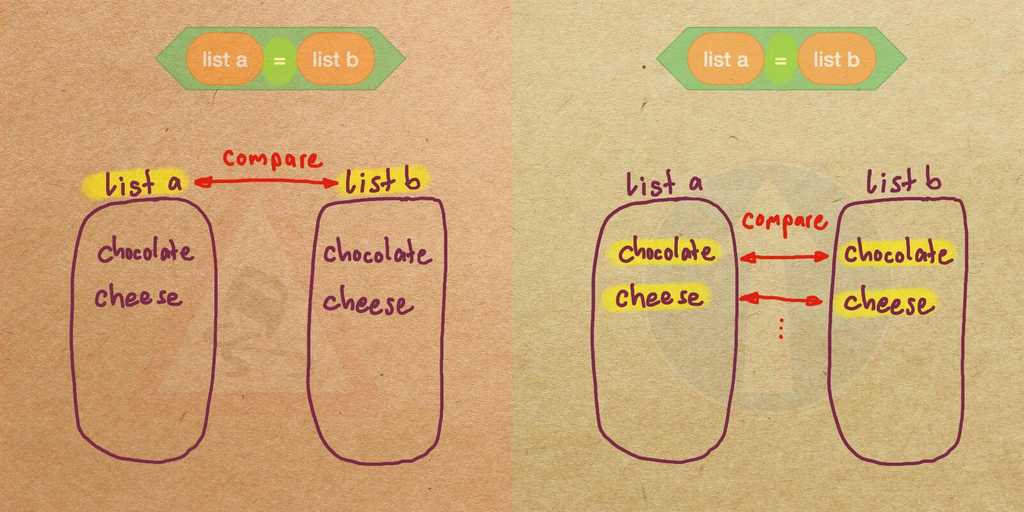 list a = list b
compare
list a
list b
chocolate
chocolate
cheese
cheese
list a = list b
list a
list b
compare
chocolate
chocolate
cheese
cheese